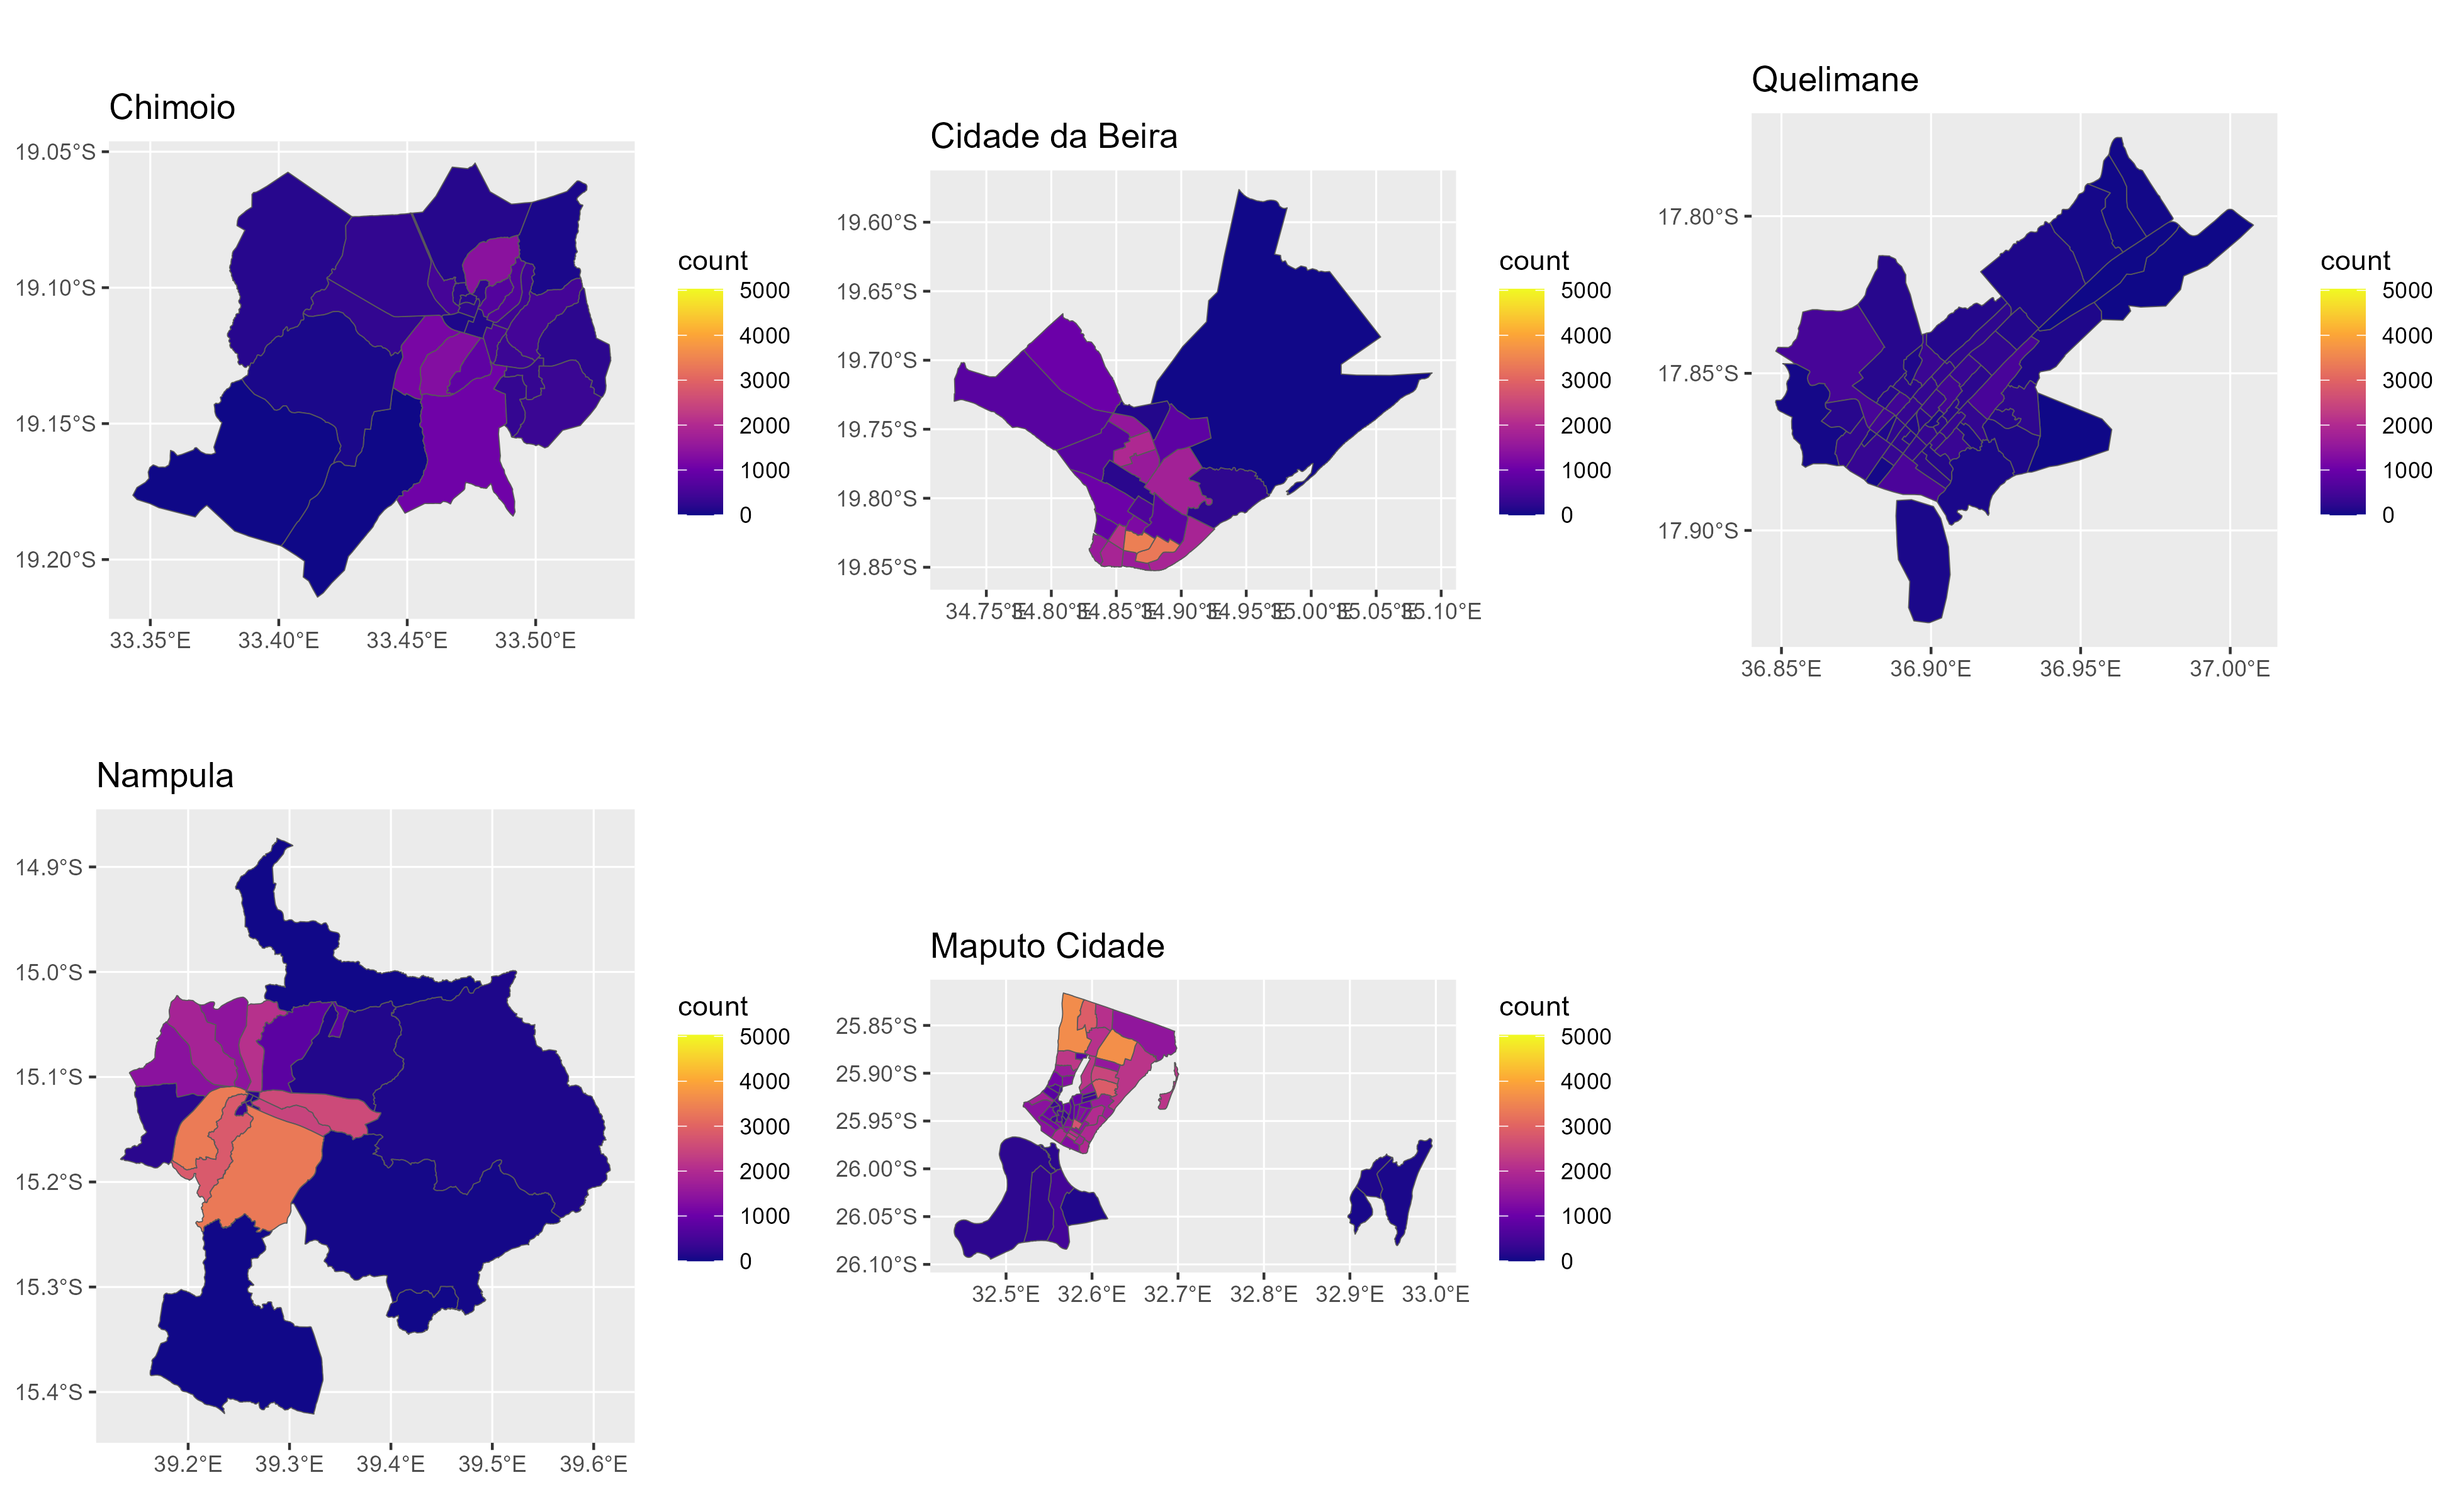 Chimoio
19.05°S
19.10°S
19.15°S
19.20°S
33.35°E 33.40°E 33.45°E 33.50°E
count
5000
4000
3000
2000
1000
0
Cidade da Beira
19.60°S
19.65°S
19.70°S
19.75°S
19.80°S
19.85°S
34.75°E 34.80°E 34.85°E 34.90°E 34.95°E 35.00°E 35.05°E 35.10°E
count
5000
4000
3000
2000
1000
0
Quelimane
17.80°S
17.85°S
17.90°S
36.85°E 36.90°E 36.95°E 37.00°E
count
5000
4000
3000
2000
1000
0
Nampula
14.9°S
15.0°S
15.1°S
15.2°S
15.3°S
15.4°S
39.2°E 39.3°E 39.4°E 39.5°E 39.6°E
count
5000
4000
3000
2000
1000
0
Maputo Cidade
25.85°S
25.90°S
25.95°S
26.00°S
26.05°S
26.10°S
32.5°E 32.6°E 32.7°E 32.8°E 32.9°E 33.0°E
count
5000
4000
3000
2000
1000
0